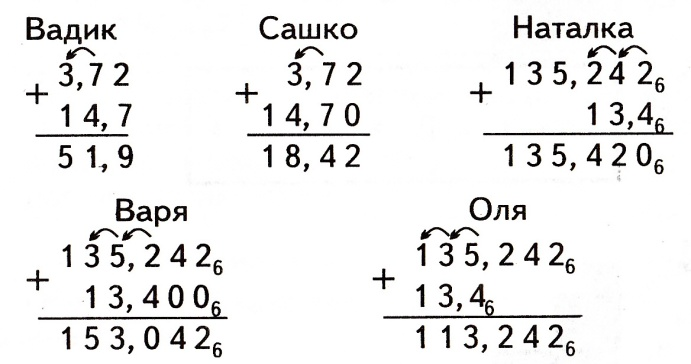 Вадик Сашко Наталка
3,72 3,72 135,242₆
+ + +
14,7 14,70 13,4₆
51,9 18,42 135,420₆
Варя Оля
135,242₆ 135,242₆
+ +
13,400₆ 13,4₆
153,042₆ 113,242₆